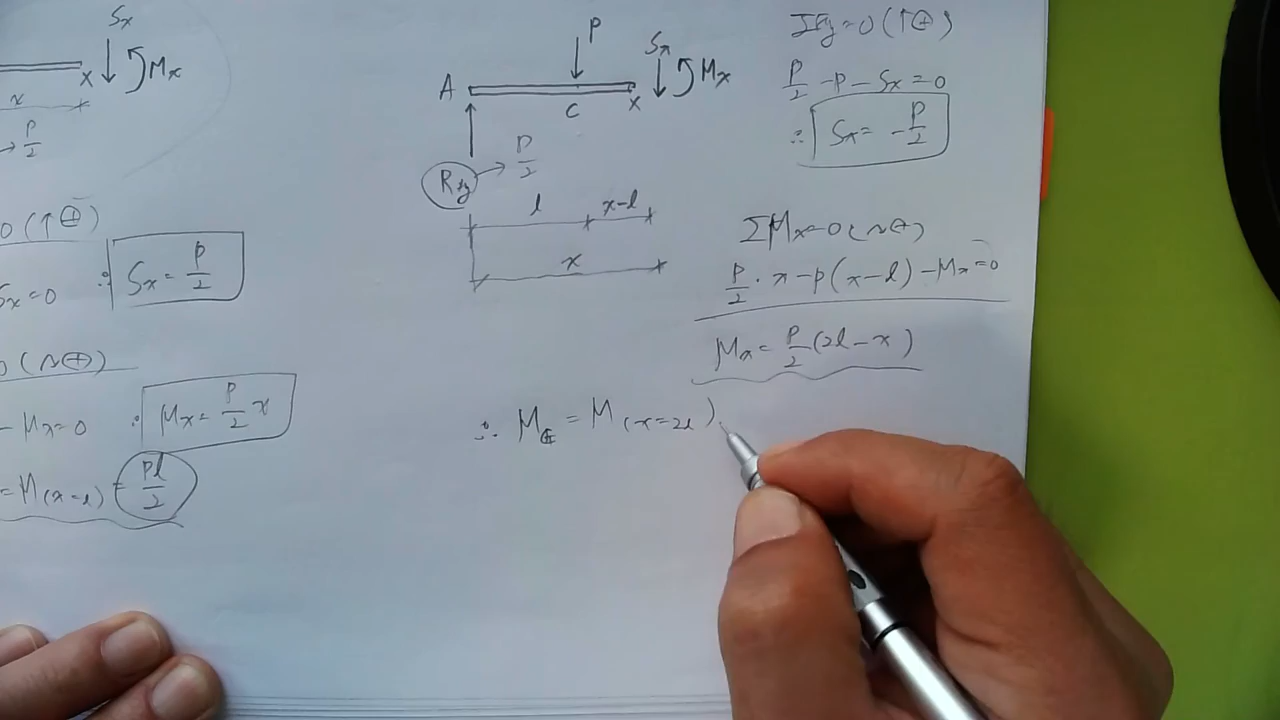 Sx
x Mx
x
→ P/2
0 (↑⊕)
Sx=0 ∴ Sx = P/2
0 (↷⊕)
- Mx=0 ∴ Mx = P/2 x
= M(x=l) = Pl/2
P
Sx
A Mx
C x
P/2
RAy →
l x-l
x
ΣFy=0 (↑⊕)
P/2 - P - Sx = 0
∴ Sx = - P/2
ΣMx=0 (↷⊕)
P/2 · x - P(x-l) - Mx = 0
Mx = P/2 (2l - x)
∴ M = M(x=2l)